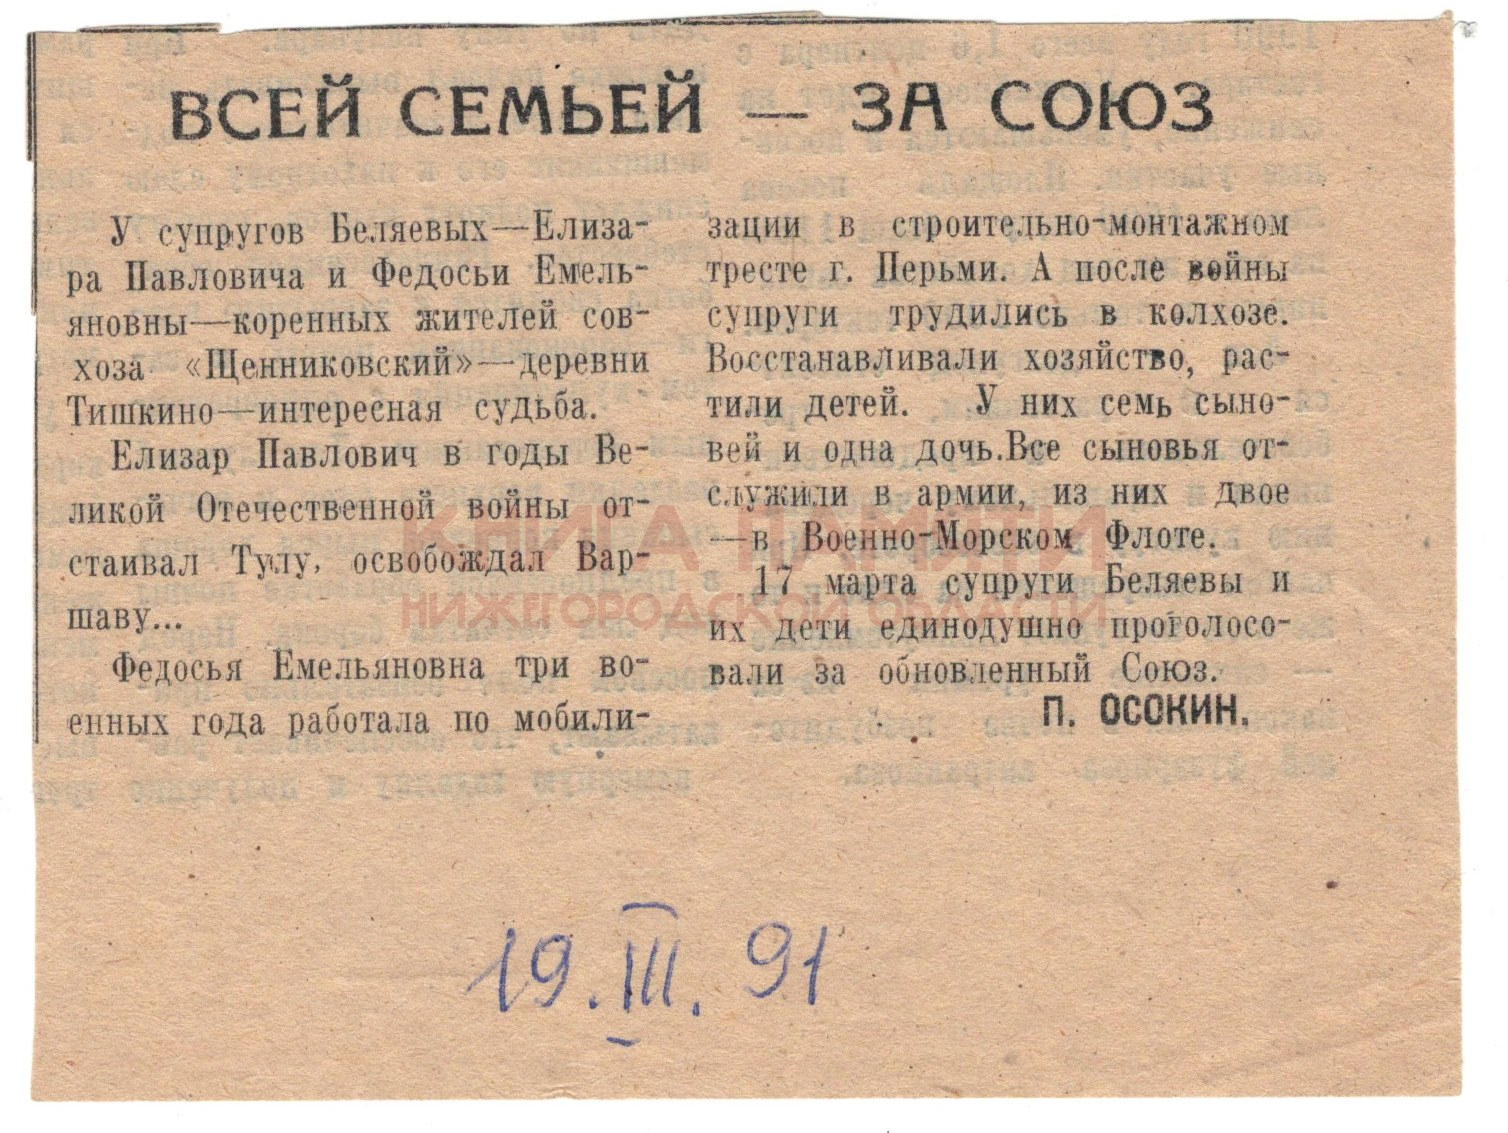 ВСЕЙ СЕМЬЕЙ — ЗА СОЮЗ
У супругов Беляевых—Елиза-
ра Павловича и Федосьи Емель-
яновны—коренных жителей сов-
хоза «Щенниковский»—деревни
Тишкино—интересная судьба.
Елизар Павлович в годы Ве-
ликой Отечественной войны от-
стаивал Тулу, освобождал Вар-
шаву...
Федосья Емельяновна три во-
енных года работала по мобили-
зации в строительно-монтажном
тресте г. Перьми. А после войны
супруги трудились в колхозе.
Восстанавливали хозяйство, рас-
тили детей. У них семь сыно-
вей и одна дочь.Все сыновья от-
служили в армии, из них двое
—в Военно-Морском Флоте.
17 марта супруги Беляевы и
их дети единодушно проголосо-
вали за обновленный Союз.
П. ОСОКИН.
КНИГА ПАМЯТИ
НИЖЕГОРОДСКОЙ ОБЛАСТИ
19.III.91